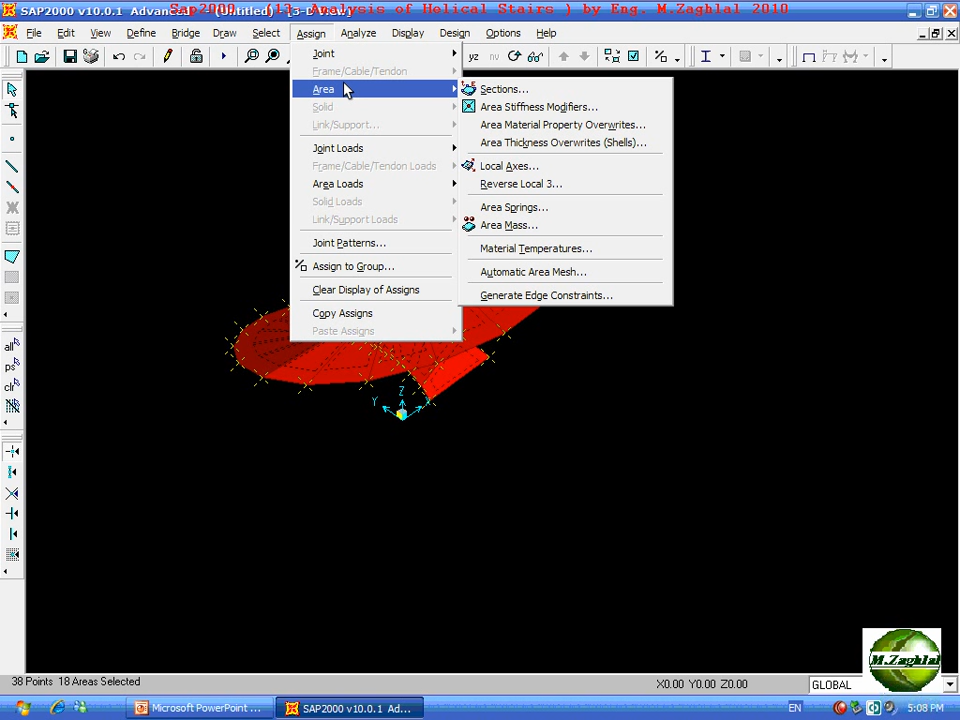 SAP2000 v10.0.1 Advanced - (Untitled) - [3-D View]
Sap2000 (13. Analysis of Helical Stairs ) by Eng. M.Zaghlal 2010
File Edit View Define Bridge Draw Select Assign Analyze Display Design Options Help
yz
Joint
Frame/Cable/Tendon
Area
Solid
Link/Support...
Joint Loads
Frame/Cable/Tendon Loads
Area Loads
Solid Loads
Link/Support Loads
Joint Patterns...
Assign to Group...
Clear Display of Assigns
Copy Assigns
Paste Assigns
Sections...
Area Stiffness Modifiers...
Area Material Property Overwrites...
Area Thickness Overwrites (Shells)...
Local Axes...
Reverse Local 3...
Area Springs...
Area Mass...
Material Temperatures...
Automatic Area Mesh...
Generate Edge Constraints...
all
ps
clr
Z
Y
M.Zaghlal
38 Points 18 Areas Selected
X0.00 Y0.00 Z0.00
GLOBAL
Microsoft PowerPoint ...
SAP2000 v10.0.1 Ad...
EN
5:08 PM